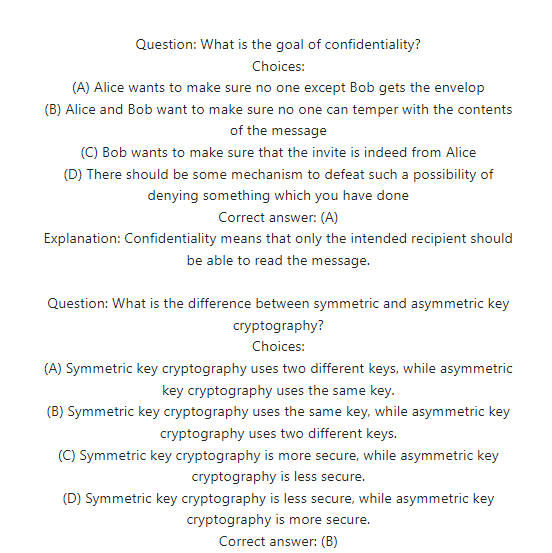 Question: What is the goal of confidentiality?
Choices:
(A) Alice wants to make sure no one except Bob gets the envelop
(B) Alice and Bob want to make sure no one can temper with the contents
of the message
(C) Bob wants to make sure that the invite is indeed from Alice
(D) There should be some mechanism to defeat such a possibility of
denying something which you have done
Correct answer: (A)
Explanation: Confidentiality means that only the intended recipient should
be able to read the message.
Question: What is the difference between symmetric and asymmetric key
cryptography?
Choices:
(A) Symmetric key cryptography uses two different keys, while asymmetric
key cryptography uses the same key.
(B) Symmetric key cryptography uses the same key, while asymmetric key
cryptography uses two different keys.
(C) Symmetric key cryptography is more secure, while asymmetric key
cryptography is less secure.
(D) Symmetric key cryptography is less secure, while asymmetric key
cryptography is more secure.
Correct answer: (B)